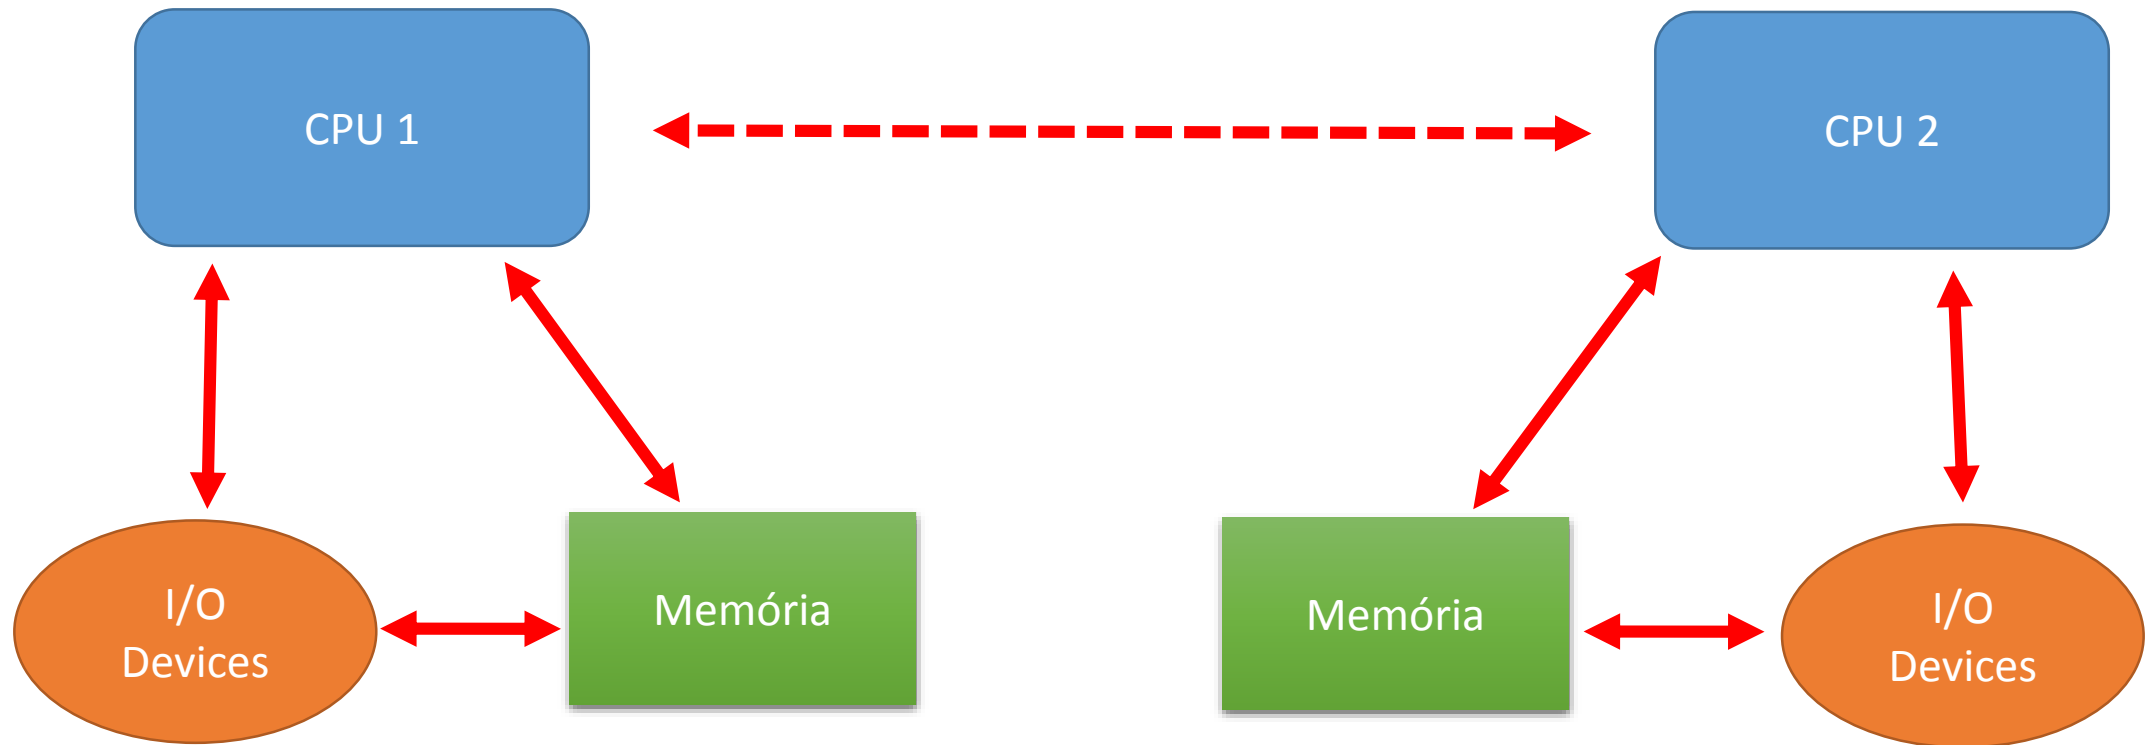 CPU 1
CPU 2
I/O
Devices
Memória
Memória
I/O
Devices